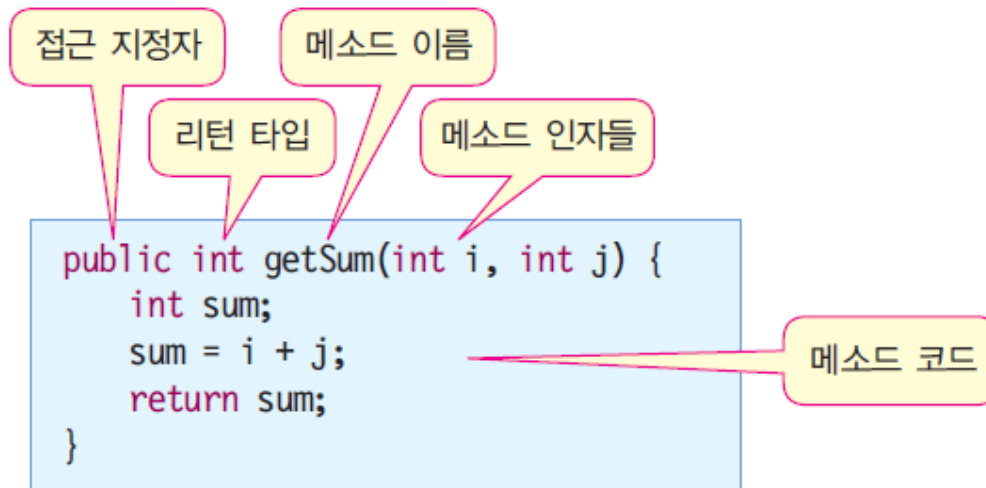 접근 지정자
메소드 이름
리턴 타입
메소드 인자들
public int getSum(int i, int j) {
int sum;
sum = i + j;
return sum;
}
메소드 코드